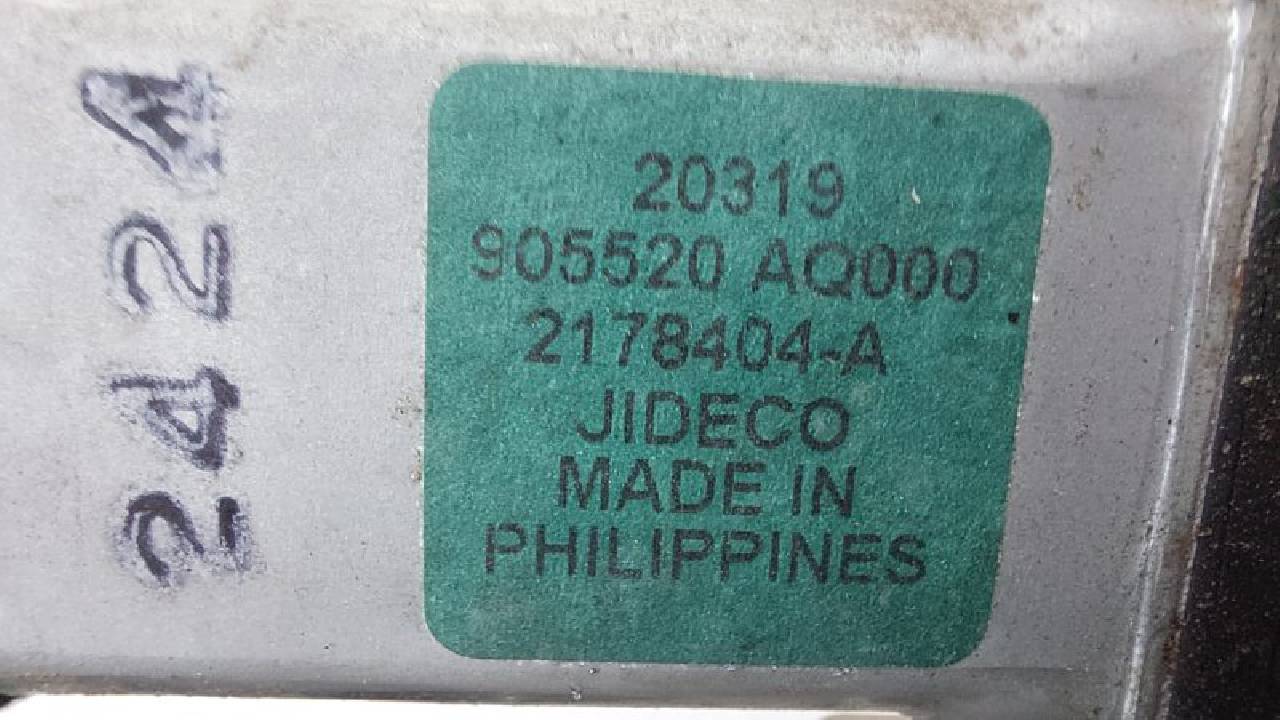 2424
20319
905520 AQ000
2178404-A
JIDECO
MADE IN
PHILIPPINES